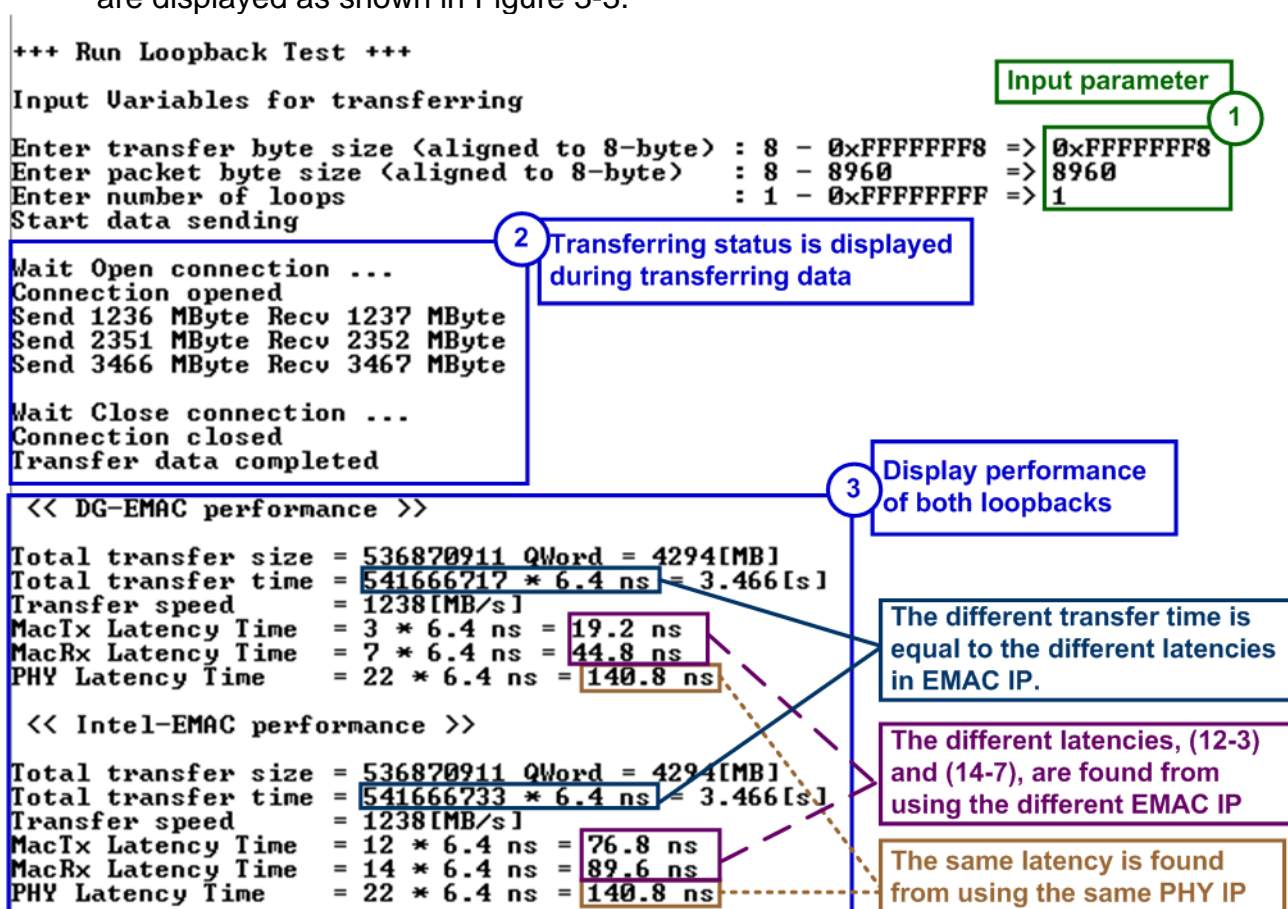 are displayed as shown in Figure 3-3.
+++ Run Loopback Test +++
Input parameter
1
Input Variables for transferring
Enter transfer byte size (aligned to 8-byte) : 8 - 0xFFFFFFF8 => 0xFFFFFFF8
Enter packet byte size (aligned to 8-byte) : 8 - 8960 => 8960
Enter number of loops : 1 - 0xFFFFFFFF => 1
Start data sending
2
Transferring status is displayed
during transferring data
Wait Open connection ...
Connection opened
Send 1236 MByte Recv 1237 MByte
Send 2351 MByte Recv 2352 MByte
Send 3466 MByte Recv 3467 MByte
Wait Close connection ...
Connection closed
Transfer data completed
3
Display performance
of both loopbacks
<< DG-EMAC performance >>
Total transfer size = 536870911 QWord = 4294[MB]
Total transfer time = 541666717 * 6.4 ns = 3.466[s]
Transfer speed = 1238[MB/s]
MacTx Latency Time = 3 * 6.4 ns = 19.2 ns
MacRx Latency Time = 7 * 6.4 ns = 44.8 ns
PHY Latency Time = 22 * 6.4 ns = 140.8 ns
The different transfer time is
equal to the different latencies
in EMAC IP.
<< Intel-EMAC performance >>
Total transfer size = 536870911 QWord = 4294[MB]
Total transfer time = 541666733 * 6.4 ns = 3.466[s]
Transfer speed = 1238[MB/s]
MacTx Latency Time = 12 * 6.4 ns = 76.8 ns
MacRx Latency Time = 14 * 6.4 ns = 89.6 ns
PHY Latency Time = 22 * 6.4 ns = 140.8 ns
The different latencies, (12-3)
and (14-7), are found from
using the different EMAC IP
The same latency is found
from using the same PHY IP